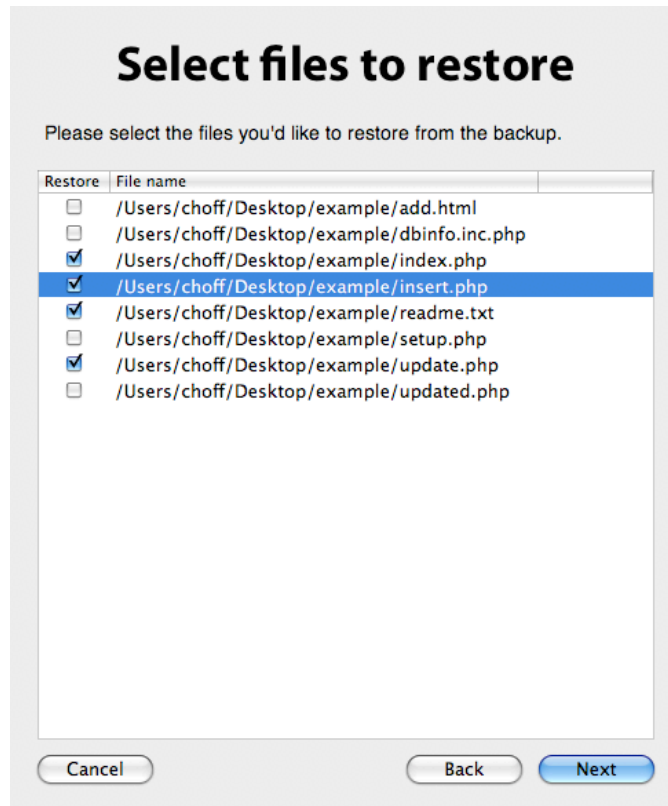 Select files to restore
Please select the files you'd like to restore from the backup.
Restore File name
/Users/choff/Desktop/example/add.html
/Users/choff/Desktop/example/dbinfo.inc.php
/Users/choff/Desktop/example/index.php
/Users/choff/Desktop/example/insert.php
/Users/choff/Desktop/example/readme.txt
/Users/choff/Desktop/example/setup.php
/Users/choff/Desktop/example/update.php
/Users/choff/Desktop/example/updated.php
Cancel Back Next